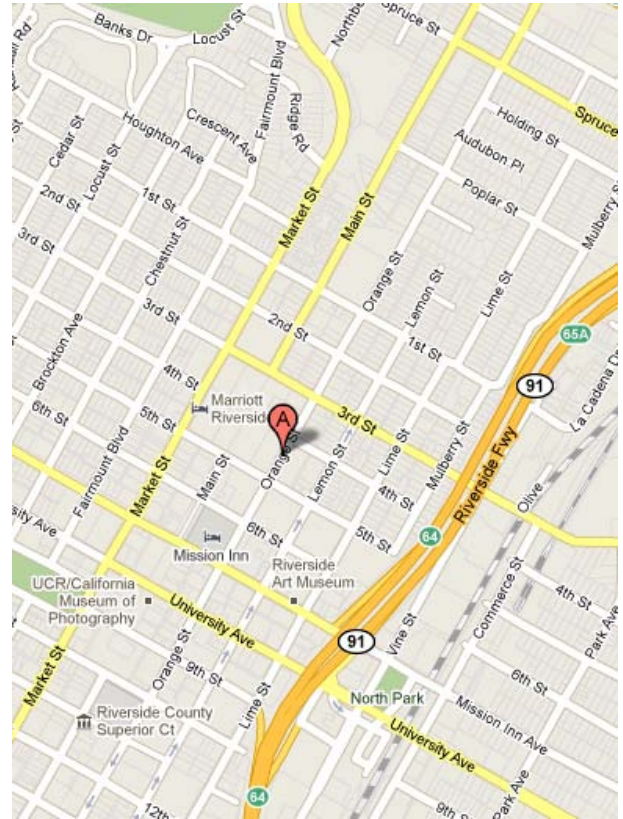 Banks Dr
Locust St
Northb
Spruce St
Spruce
Fairmount Blvd
Ridge Rd
Crescent Ave
Houghton Ave
Cedar St
Locust St
Holding St
Audubon Pl
Poplar St
Mulberry St
Market St
Main St
1st St
2nd St
3rd St
Chestnut St
Orange St
Lemon St
Lime St
2nd St
1st St
65A
91
La Cadena Dr
Brockton Ave
4th St
5th St
6th St
Marriott
Riverside
A
3rd St
Fairmount Blvd
Market St
Main St
Orange St
Lemon St
Lime St
4th St
Mulberry St
Riverside Fwy
Olive
64
5th St
6th St
Mission Inn
sity Ave
Riverside
Art Museum
UCR/California
Museum of
Photography
University Ave
91
Vine St
Commerce St
4th St
Park Ave
6th St
Market St
Orange St
9th St
Lime St
North Park
Mission Inn Ave
University Ave
Riverside County
Superior Ct
12th
64
9th St
Park Ave